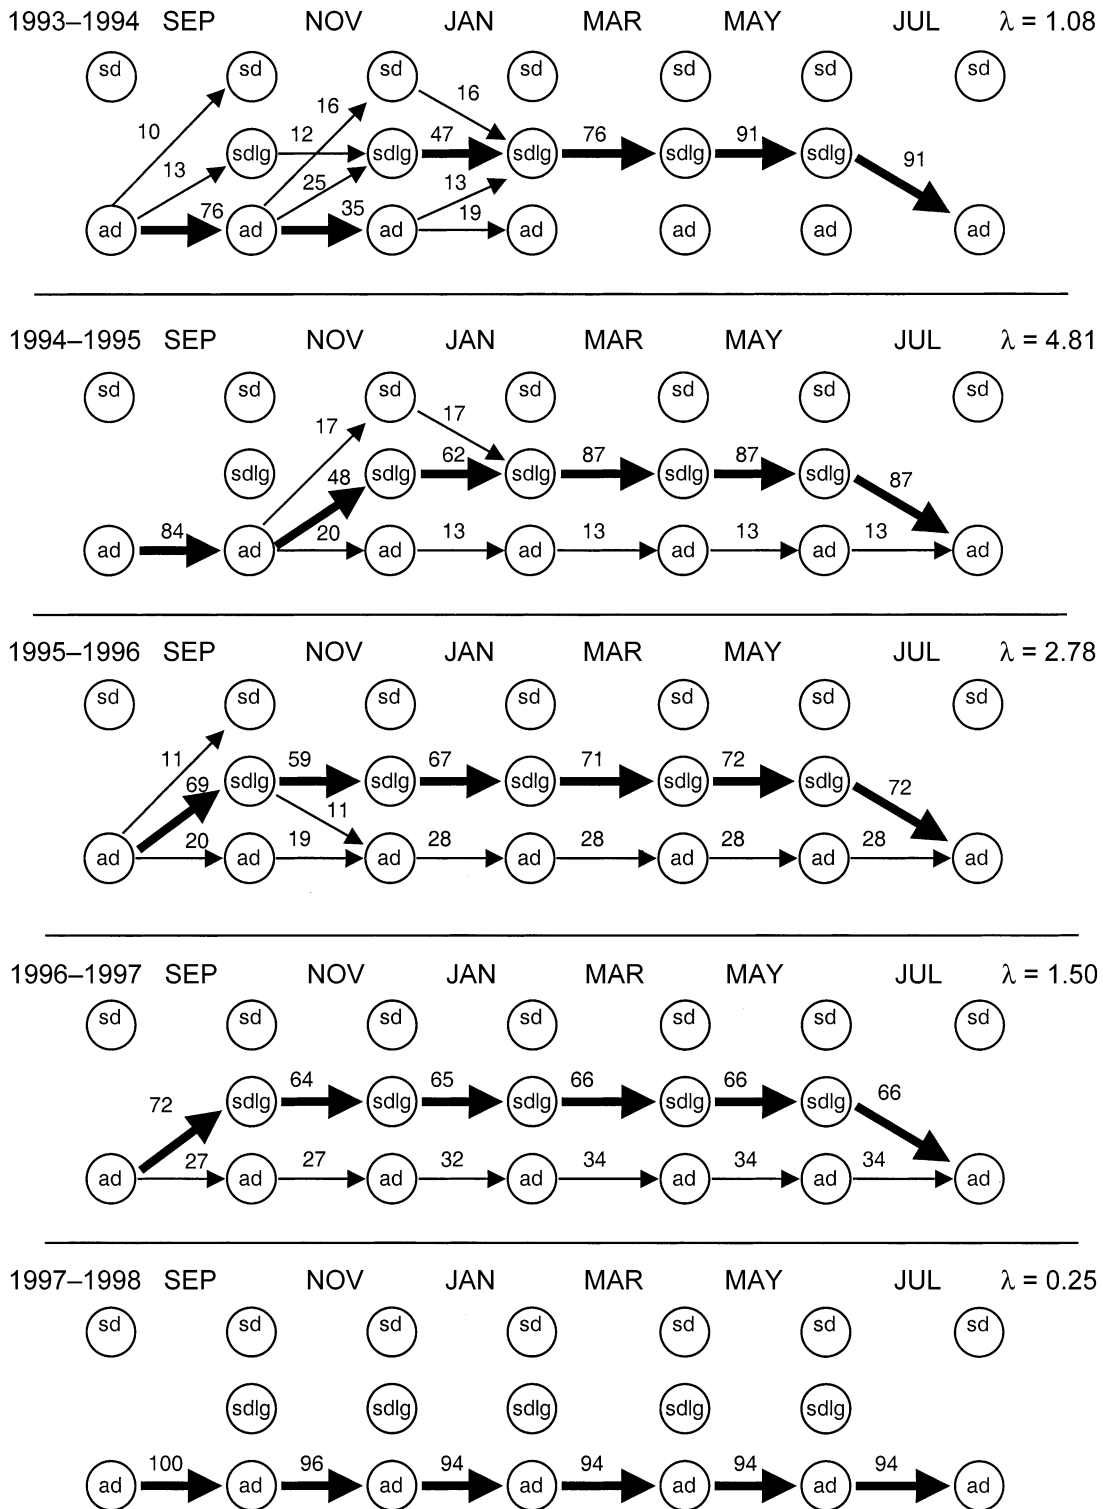 1993–1994 SEP NOV JAN MAR MAY JUL λ = 1.08
sd sd sd sd sd sd sd
10 16 16
sdlg 12 sdlg 47 sdlg 76 sdlg 91 sdlg 91
13 25 13
ad 76 ad 35 ad 19 ad ad ad ad
1994–1995 SEP NOV JAN MAR MAY JUL λ = 4.81
sd sd sd sd sd sd sd
17 17
sdlg sdlg 62 sdlg 87 sdlg 87 sdlg 87
48
ad 84 ad 20 ad 13 ad 13 ad 13 ad 13 ad
1995–1996 SEP NOV JAN MAR MAY JUL λ = 2.78
sd sd sd sd sd sd sd
11
69 sdlg 59 sdlg 67 sdlg 71 sdlg 72 sdlg 72
11
ad 20 ad 19 ad 28 ad 28 ad 28 ad 28 ad
1996–1997 SEP NOV JAN MAR MAY JUL λ = 1.50
sd sd sd sd sd sd sd
72 sdlg 64 sdlg 65 sdlg 66 sdlg 66 sdlg 66
ad 27 ad 27 ad 32 ad 34 ad 34 ad 34 ad
1997–1998 SEP NOV JAN MAR MAY JUL λ = 0.25
sd sd sd sd sd sd sd
sdlg sdlg sdlg sdlg sdlg
ad 100 ad 96 ad 94 ad 94 ad 94 ad 94 ad